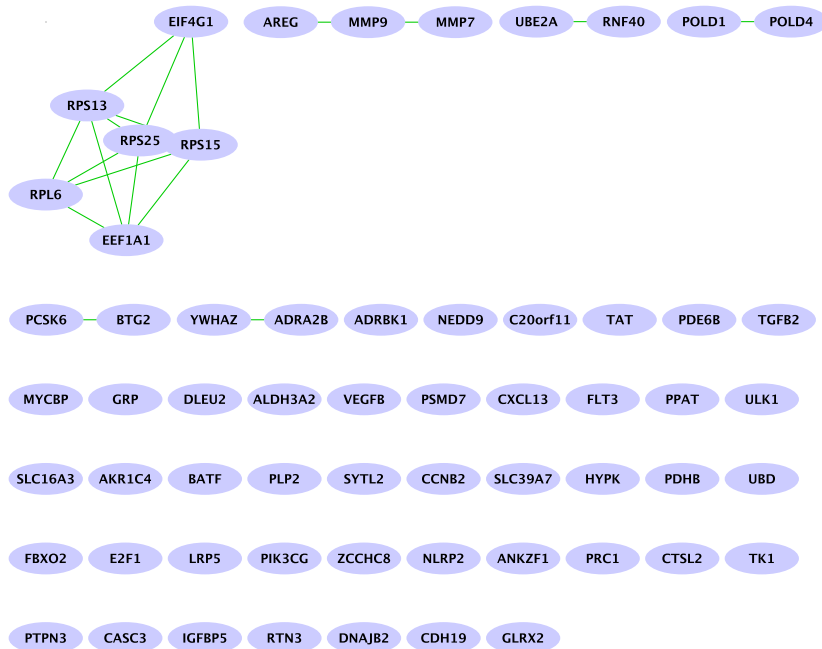 EIF4G1 AREG MMP9 MMP7 UBE2A RNF40 POLD1 POLD4
RPS13
RPS25 RPS15
RPL6
EEF1A1
PCSK6 BTG2 YWHAZ ADRA2B ADRBK1 NEDD9 C20orf11 TAT PDE6B TGFB2
MYCBP GRP DLEU2 ALDH3A2 VEGFB PSMD7 CXCL13 FLT3 PPAT ULK1
SLC16A3 AKR1C4 BATF PLP2 SYTL2 CCNB2 SLC39A7 HYPK PDHB UBD
FBXO2 E2F1 LRP5 PIK3CG ZCCHC8 NLRP2 ANKZF1 PRC1 CTSL2 TK1
PTPN3 CASC3 IGFBP5 RTN3 DNAJB2 CDH19 GLRX2